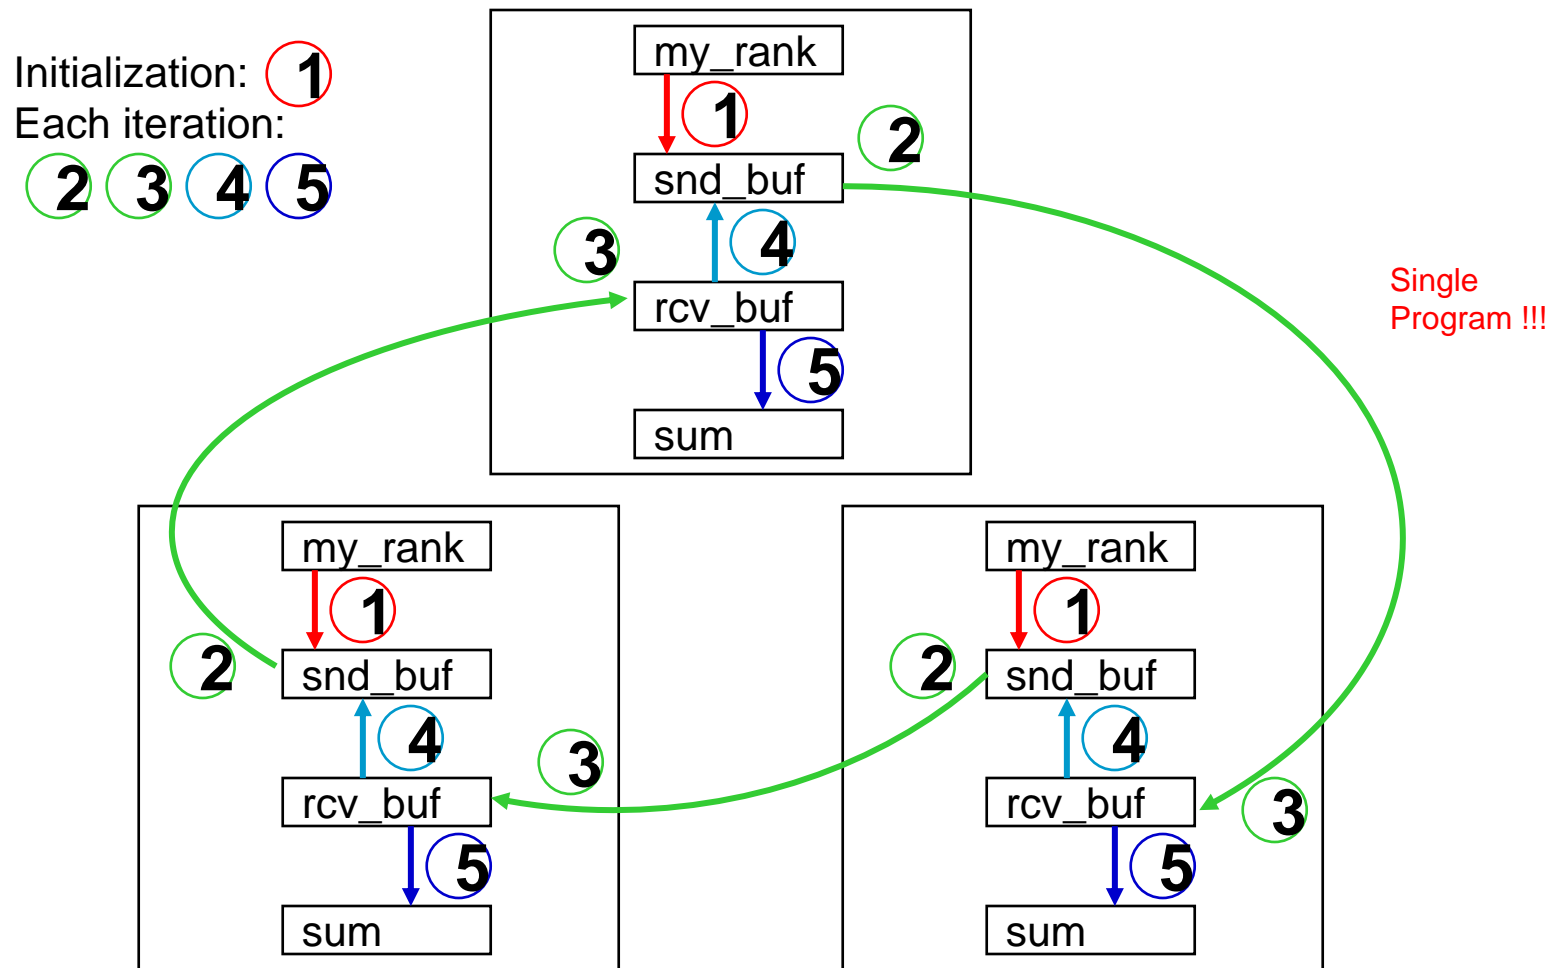 Initialization: 1
Each iteration:
2 3 4 5
my_rank
1
2
snd_buf
3
4
rcv_buf
5
sum
Single
Program !!!
my_rank
1
2
snd_buf
4
3
rcv_buf
5
sum
my_rank
1
2
snd_buf
4
rcv_buf
3
5
sum